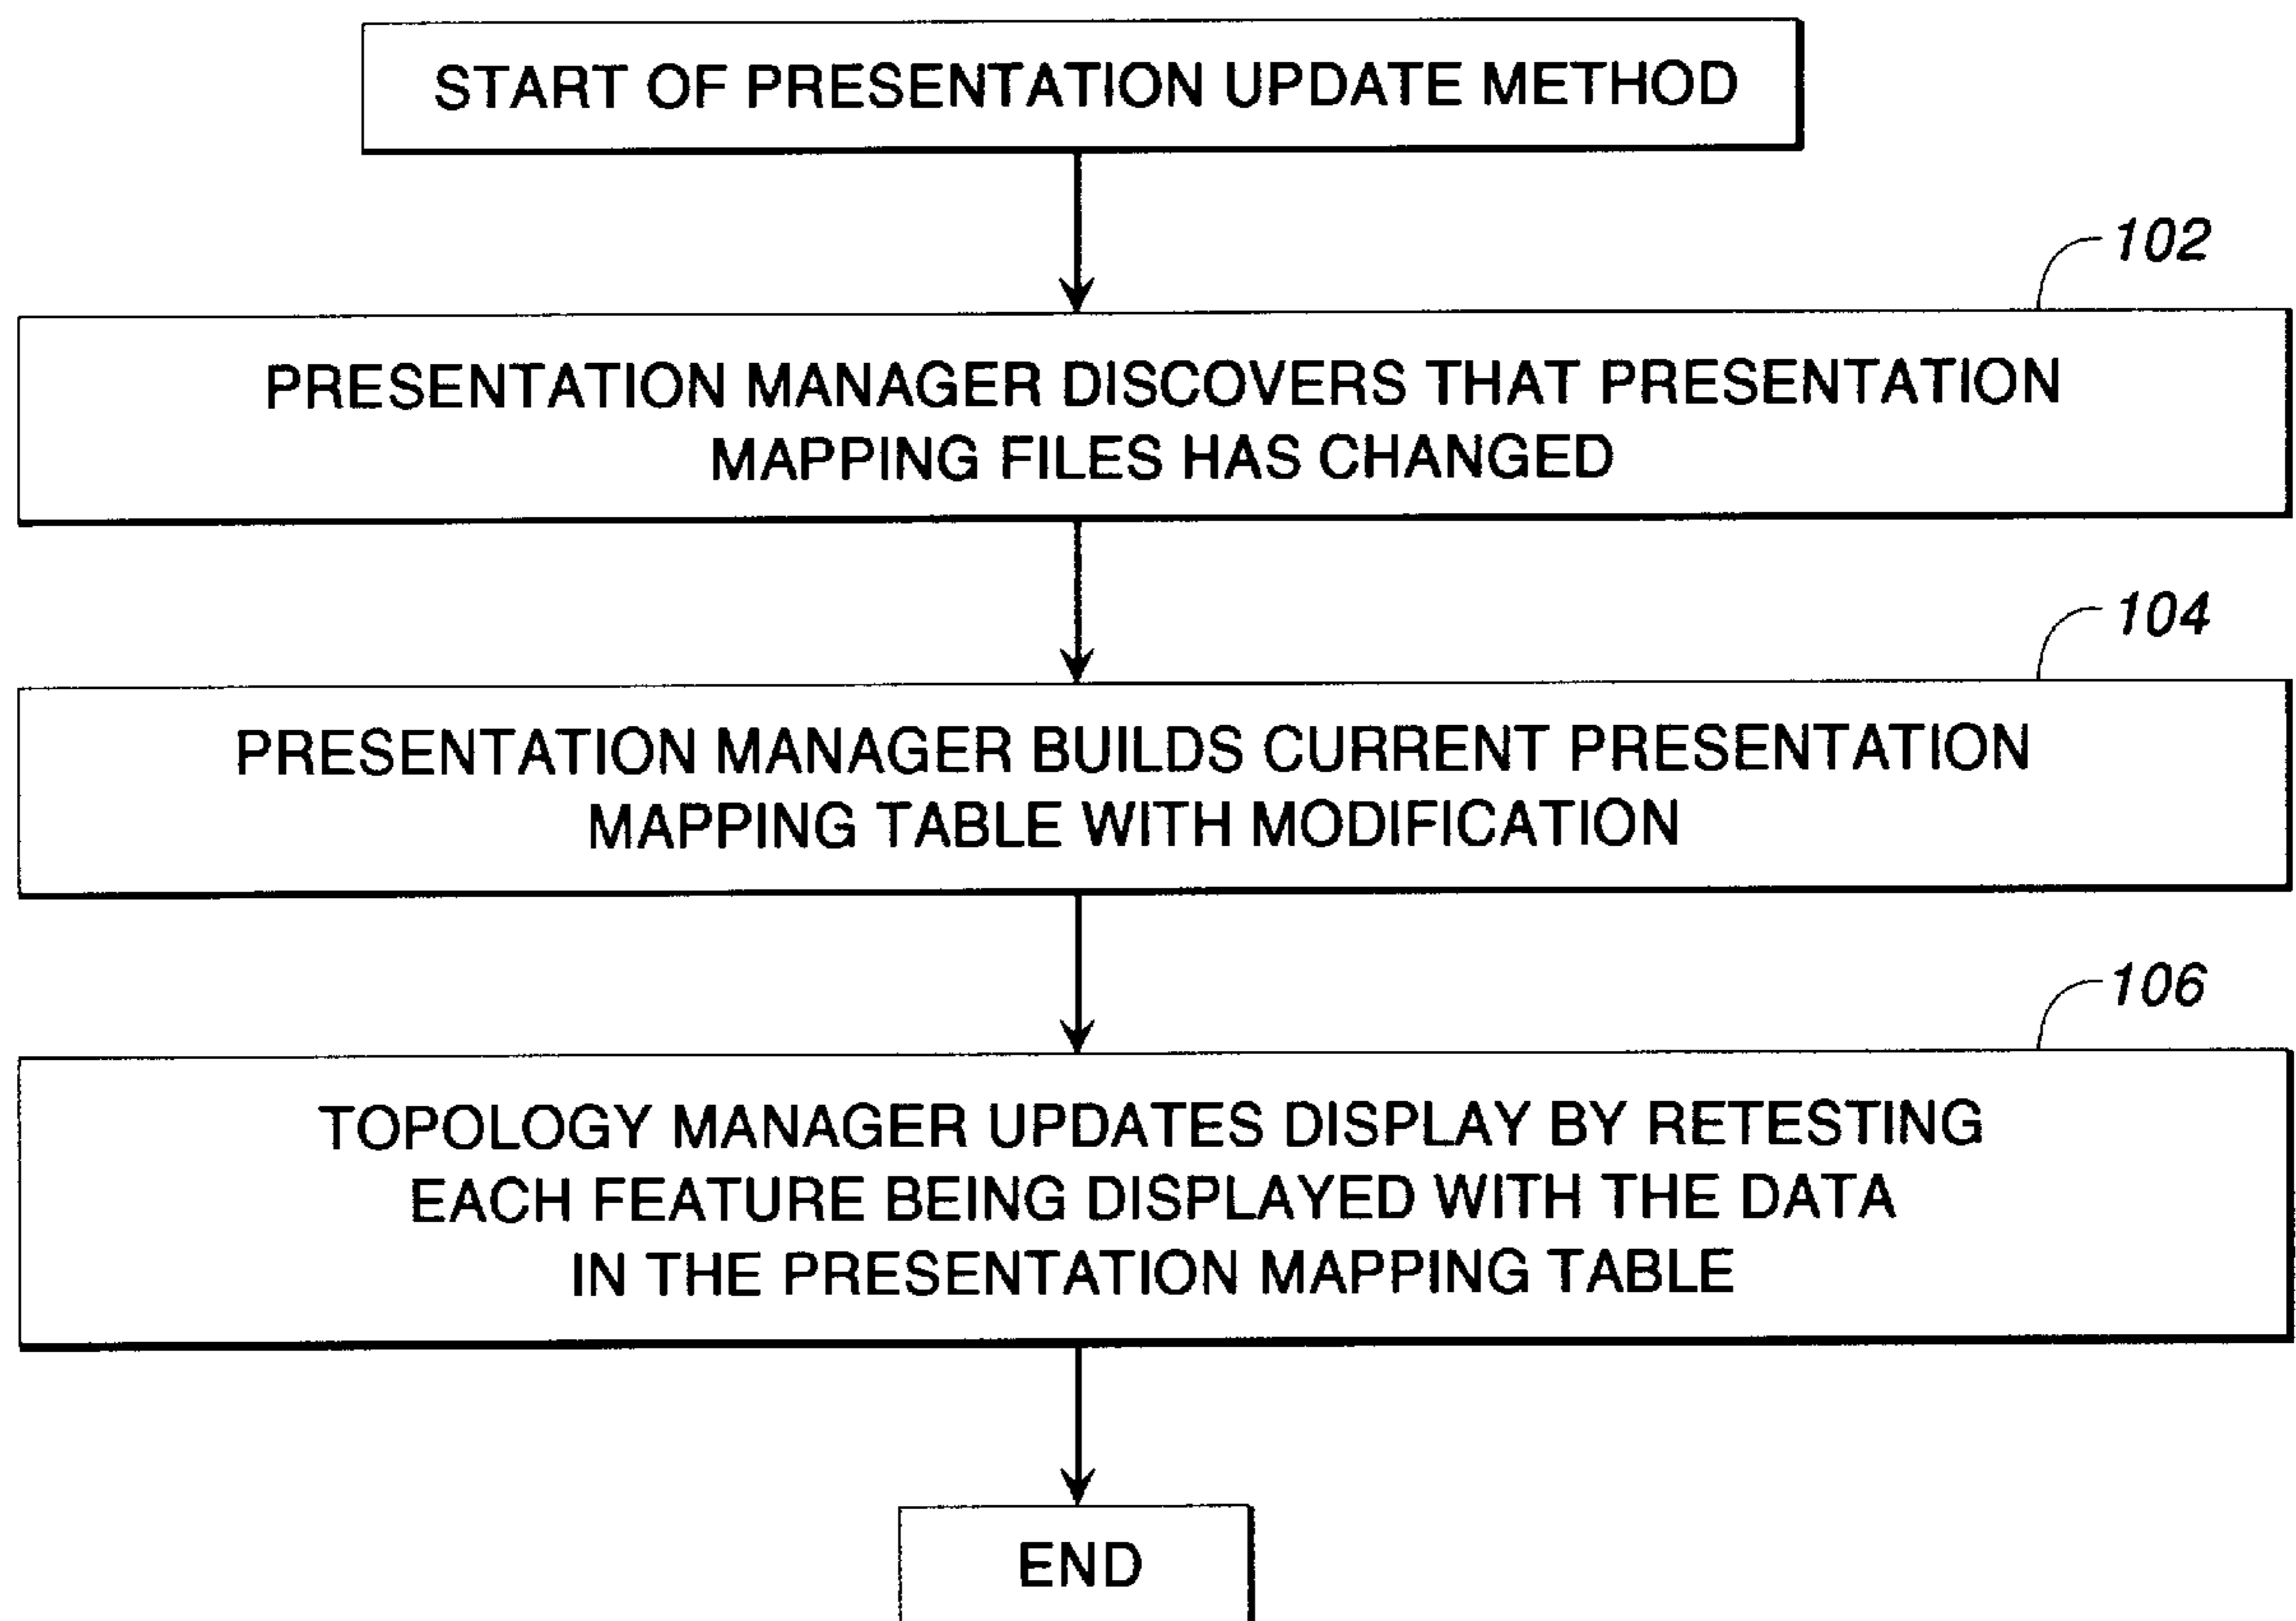 START OF PRESENTATION UPDATE METHOD
102
PRESENTATION MANAGER DISCOVERS THAT PRESENTATION
MAPPING FILES HAS CHANGED
104
PRESENTATION MANAGER BUILDS CURRENT PRESENTATION
MAPPING TABLE WITH MODIFICATION
106
TOPOLOGY MANAGER UPDATES DISPLAY BY RETESTING
EACH FEATURE BEING DISPLAYED WITH THE DATA
IN THE PRESENTATION MAPPING TABLE
END